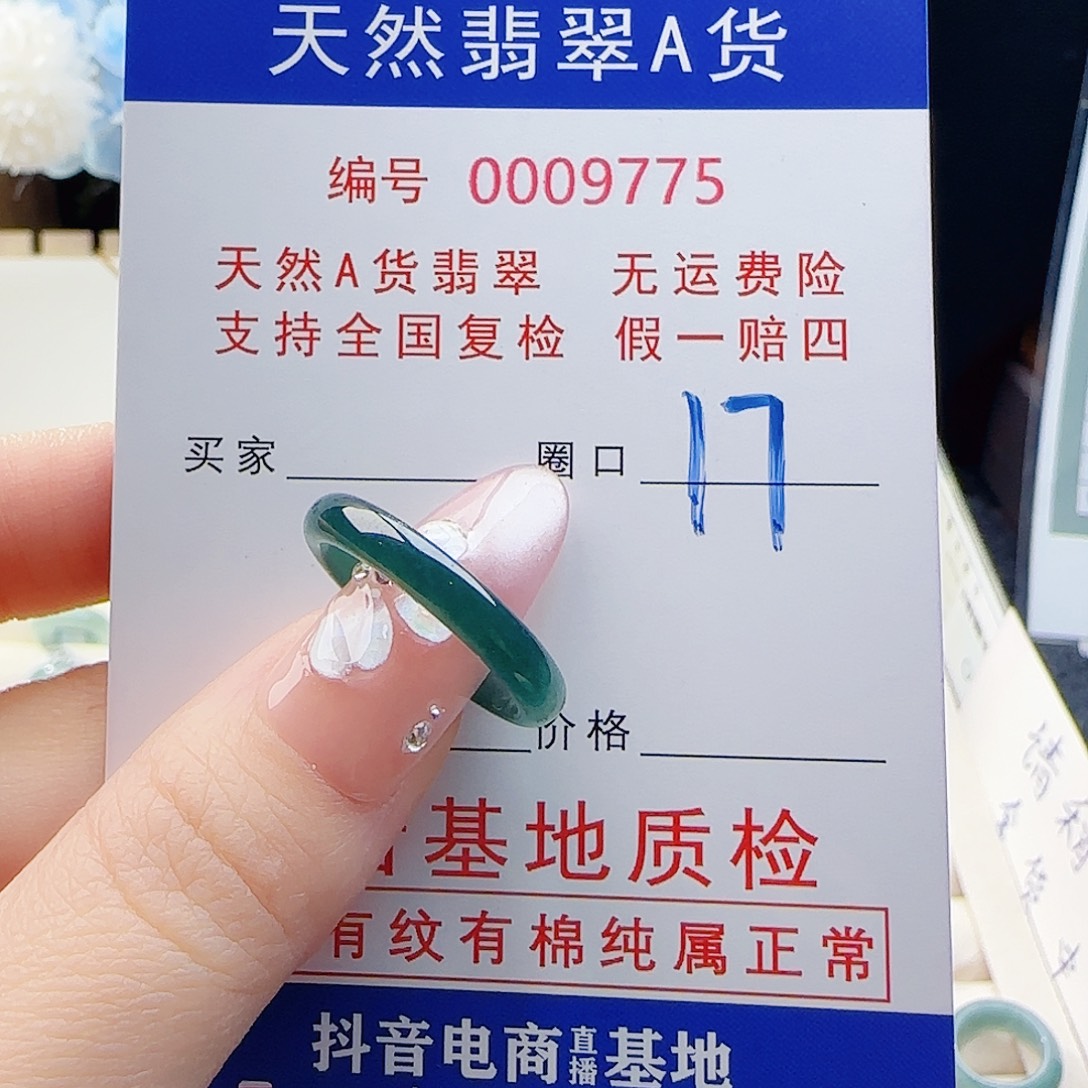 天然翡翠A货
编号 0009775
天然A货翡翠 无运费险
支持全国复检 假一赔四
买家 圈口 17
价格
基地质检
有纹有棉纯属正常
抖音电商直播基地